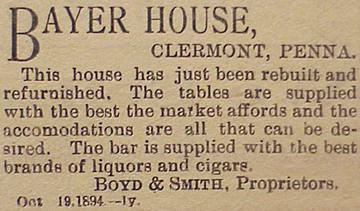 BAYER HOUSE,
CLERMONT, PENNA.
This house has just been rebuilt and
refurnished. The tables are supplied
with the best the market affords and the
accomodations are all that can be de-
sired. The bar is supplied with the best
brands of liquors and cigars.
BOYD & SMITH, Proprietors.
Oct 19.1894.--ly.